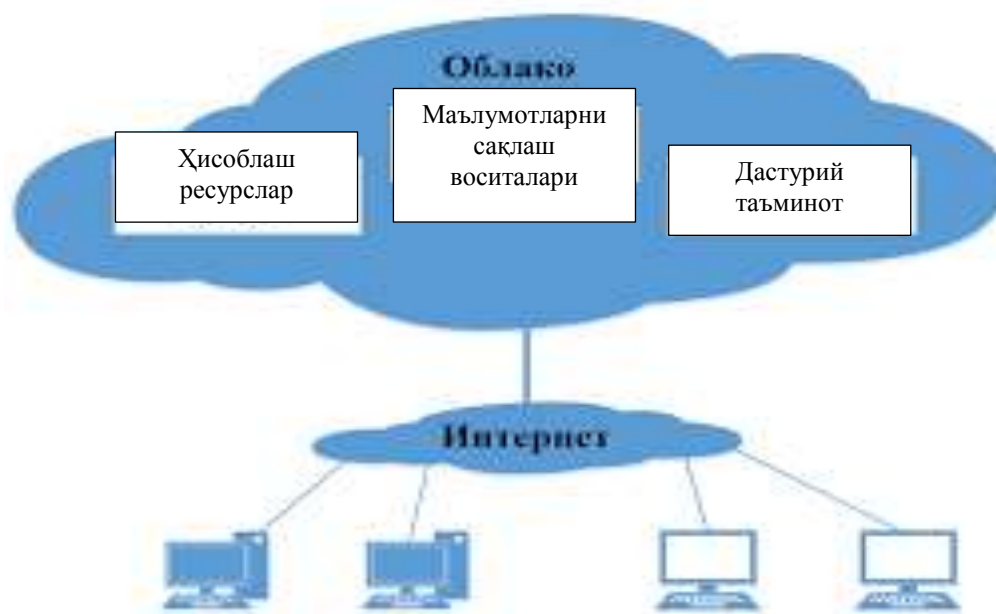 Облако
Ҳисоблаш
ресурслар
Маълумотларни
сақлаш
воситалари
Дастурий
таъминот
Интернет